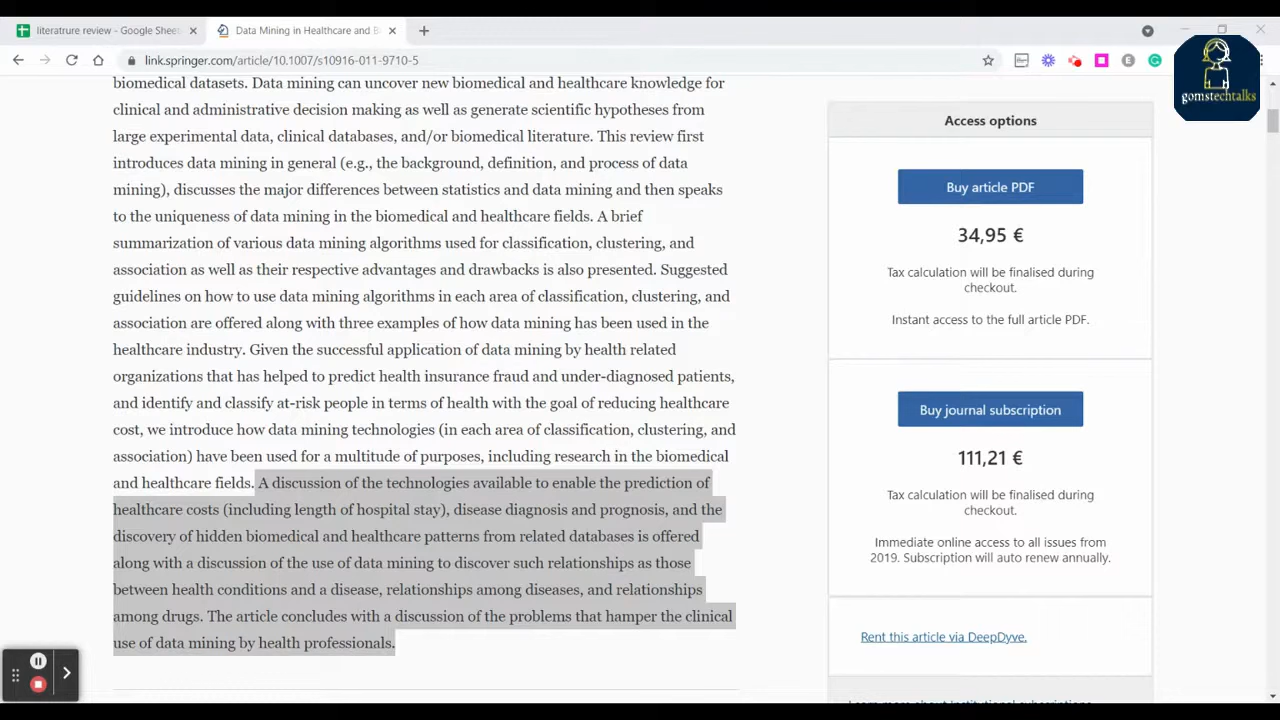 literatrure review - Google Sheet
Data Mining in Healthcare and B
link.springer.com/article/10.1007/s10916-011-9710-5
gomstechtalks
biomedical datasets. Data mining can uncover new biomedical and healthcare knowledge for
clinical and administrative decision making as well as generate scientific hypotheses from
large experimental data, clinical databases, and/or biomedical literature. This review first
introduces data mining in general (e.g., the background, definition, and process of data
mining), discusses the major differences between statistics and data mining and then speaks
to the uniqueness of data mining in the biomedical and healthcare fields. A brief
summarization of various data mining algorithms used for classification, clustering, and
association as well as their respective advantages and drawbacks is also presented. Suggested
guidelines on how to use data mining algorithms in each area of classification, clustering, and
association are offered along with three examples of how data mining has been used in the
healthcare industry. Given the successful application of data mining by health related
organizations that has helped to predict health insurance fraud and under-diagnosed patients,
and identify and classify at-risk people in terms of health with the goal of reducing healthcare
cost, we introduce how data mining technologies (in each area of classification, clustering, and
association) have been used for a multitude of purposes, including research in the biomedical
and healthcare fields. A discussion of the technologies available to enable the prediction of
healthcare costs (including length of hospital stay), disease diagnosis and prognosis, and the
discovery of hidden biomedical and healthcare patterns from related databases is offered
along with a discussion of the use of data mining to discover such relationships as those
between health conditions and a disease, relationships among diseases, and relationships
among drugs. The article concludes with a discussion of the problems that hamper the clinical
use of data mining by health professionals.
Access options
Buy article PDF
34,95 €
Tax calculation will be finalised during
checkout.
Instant access to the full article PDF.
Buy journal subscription
111,21 €
Tax calculation will be finalised during
checkout.
Immediate online access to all issues from
2019. Subscription will auto renew annually.
Rent this article via DeepDyve.
Learn more about Institutional subscriptions